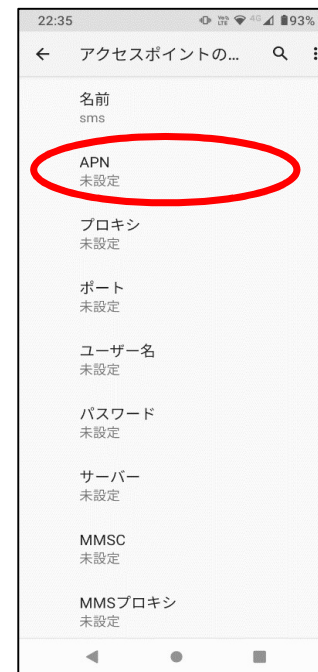 22:35 4G 93%
アクセスポイントの...
名前
sms
APN
未設定
プロキシ
未設定
ポート
未設定
ユーザー名
未設定
パスワード
未設定
サーバー
未設定
MMSC
未設定
MMSプロキシ
未設定